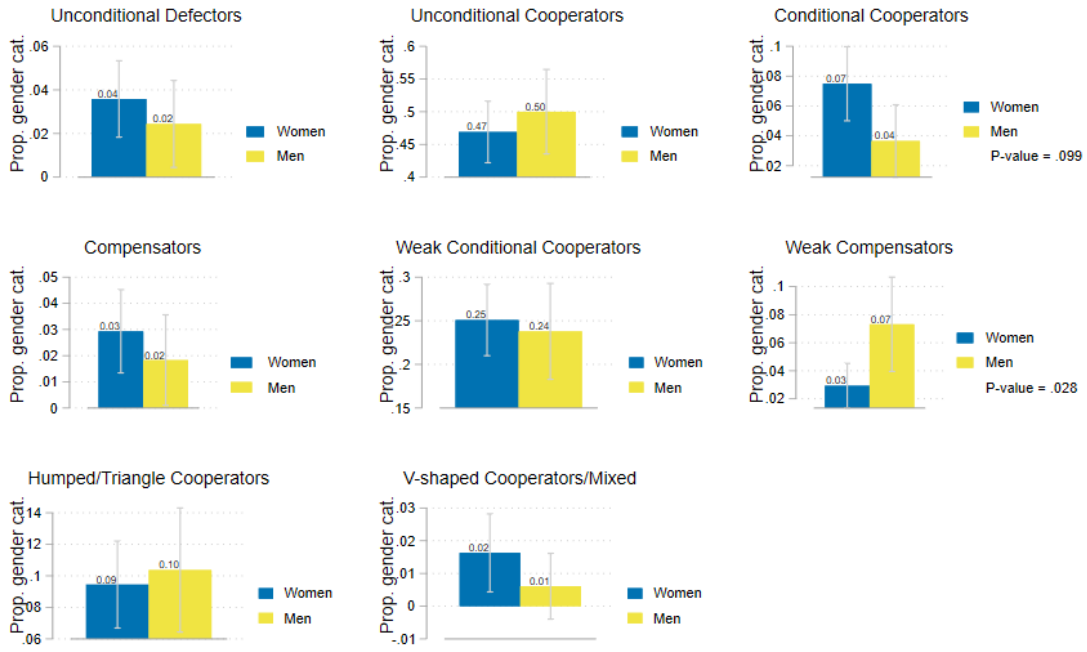 Unconditional Defectors
Prop. gender cat.
.06
.04
.02
0
0.04
0.02
Women
Men
Unconditional Cooperators
Prop. gender cat.
.6
.55
.5
.45
.4
0.47
0.50
Women
Men
Conditional Cooperators
Prop. gender cat.
.1
.08
.06
.04
.02
0.07
0.04
Women
Men
P-value = .099
Compensators
Prop. gender cat.
.05
.04
.03
.02
.01
0
0.03
0.02
Women
Men
Weak Conditional Cooperators
Prop. gender cat.
.3
.25
.2
.15
0.25
0.24
Women
Men
Weak Compensators
Prop. gender cat.
.1
.08
.06
.04
.02
0.03
0.07
Women
Men
P-value = .028
Humped/Triangle Cooperators
Prop. gender cat.
.14
.12
.1
.08
.06
0.09
0.10
Women
Men
V-shaped Cooperators/Mixed
Prop. gender cat.
.03
.02
.01
0
-.01
0.02
0.01
Women
Men